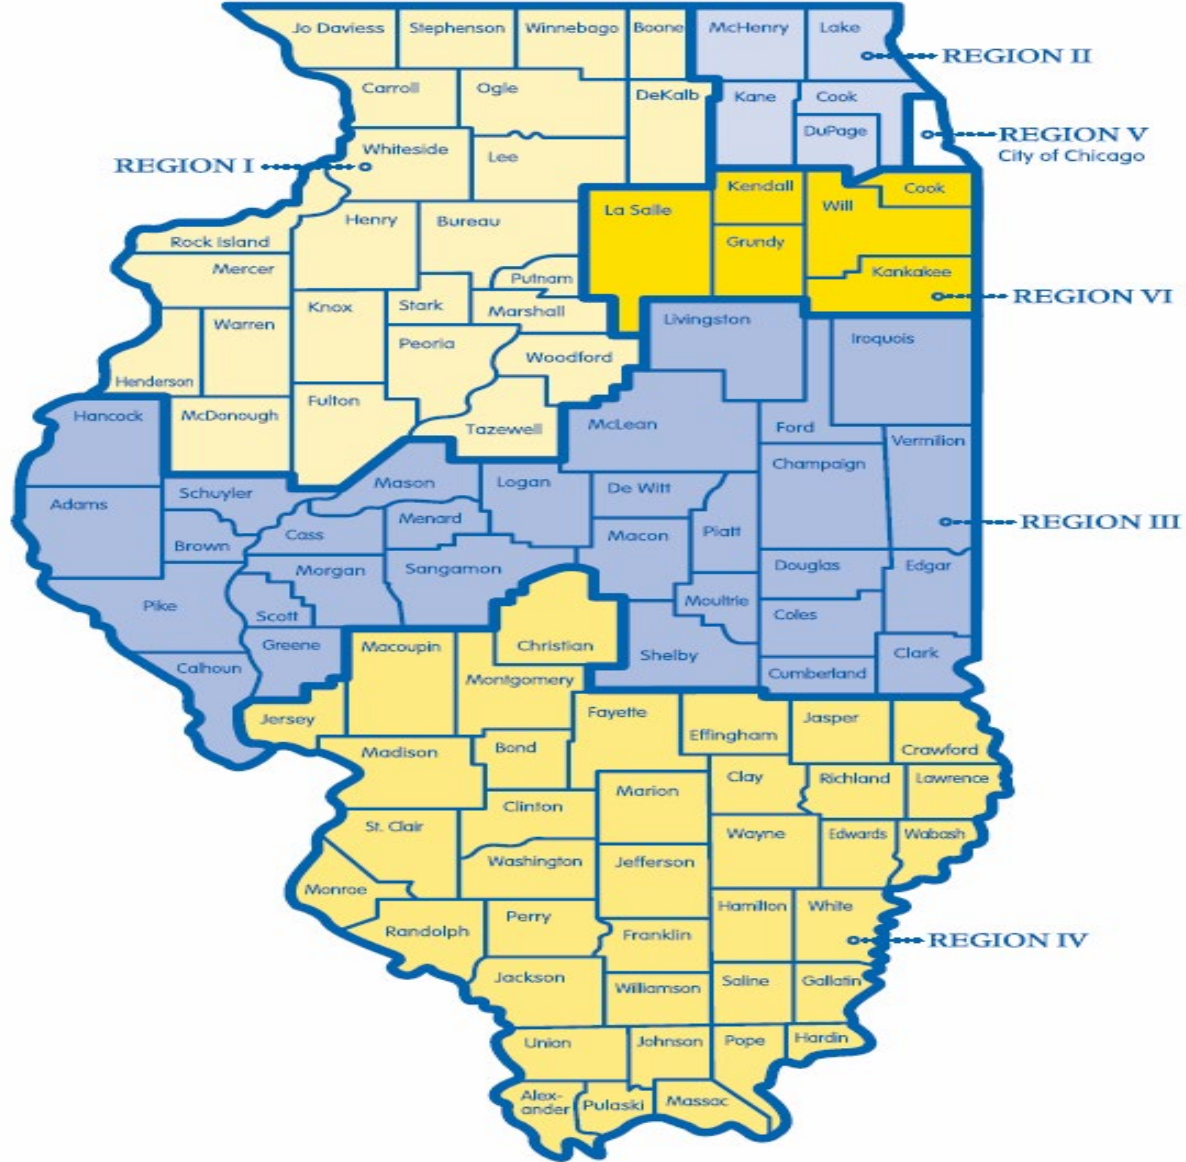 Jo Daviess
Stephenson
Winnebago
Boone
McHenry
Lake
REGION II
Carroll
Ogle
DeKalb
Kane
Cook
DuPage
REGION V
City of Chicago
Whiteside
Lee
REGION I
Kendall
Cook
La Salle
Will
Henry
Bureau
Rock Island
Grundy
Mercer
Putnam
Kankakee
REGION VI
Knox
Stark
Marshall
Livingston
Warren
Peoria
Iroquois
Woodford
Henderson
Fulton
Hancock
McDonough
Tazewell
McLean
Ford
Vermilion
Champaign
Mason
Logan
De Witt
Schuyler
Adams
Menard
REGION III
Cass
Macon
Piatt
Brown
Morgan
Sangamon
Douglas
Edgar
Pike
Scott
Moultrie
Coles
Greene
Macoupin
Christian
Shelby
Clark
Calhoun
Montgomery
Cumberland
Jersey
Fayette
Jasper
Effingham
Madison
Bond
Crawford
Clay
Richland
Lawrence
Marion
Clinton
St. Clair
Wayne
Edwards
Wabash
Washington
Jefferson
Monroe
Hamilton
White
Perry
Randolph
Franklin
REGION IV
Jackson
Williamson
Saline
Gallatin
Union
Johnson
Pope
Hardin
Alex-
ander
Pulaski
Massac